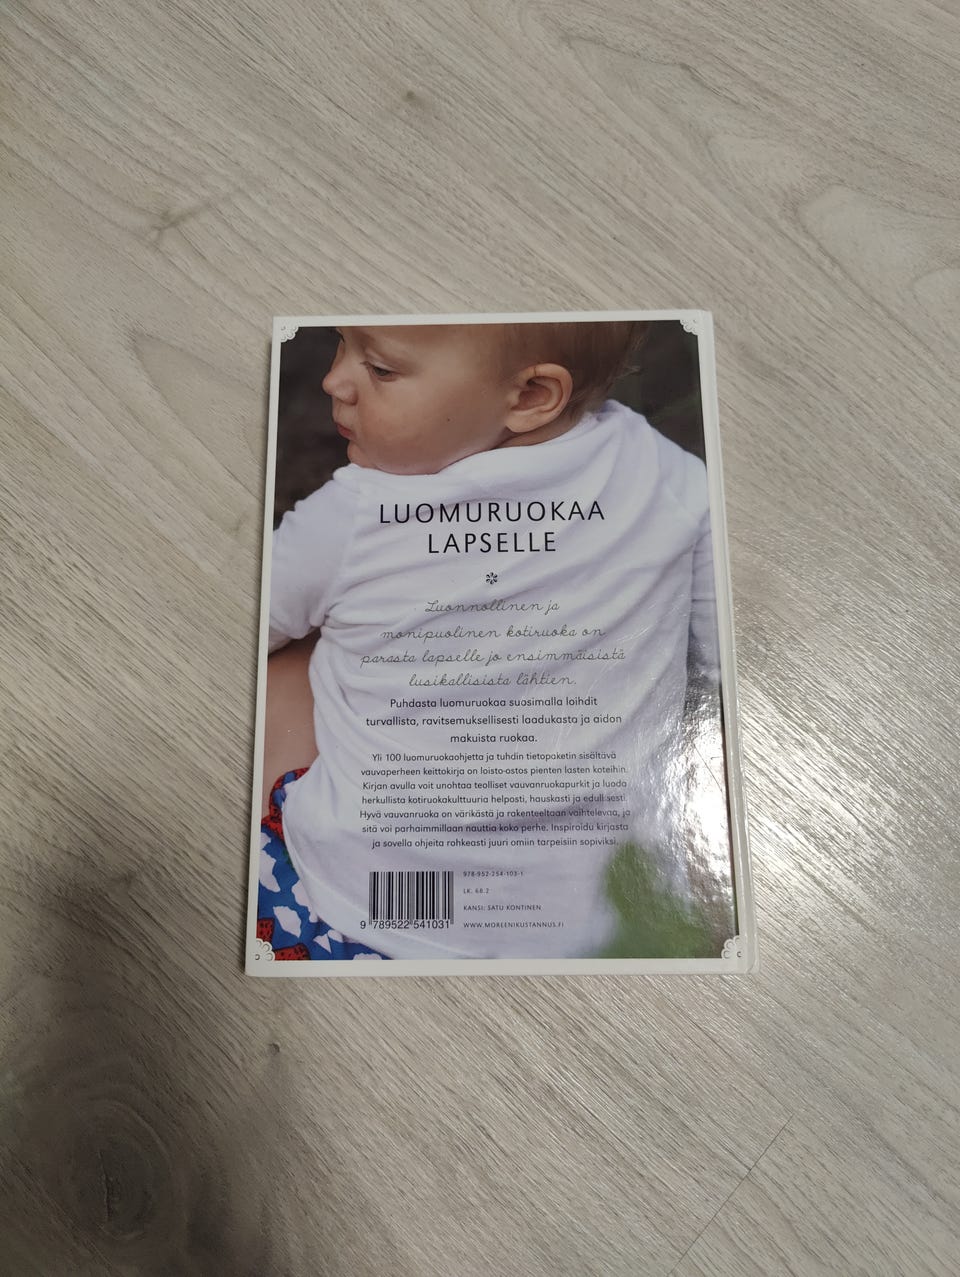 LUOMURUOKAA
LAPSELLE
Luonnollinen ja
monipuolinen kotiruoka on
parasta lapselle jo ensimmäisistä
lusikallisista lähtien.
Puhdasta luomuruokaa suosimalla loihdit
turvallista, ravitsemuksellisesti laadukasta ja aidon
makuista ruokaa.
Yli 100 luomuruokaohjetta ja tuhdin tietopaketin sisältävä
vauvaperheen keittokirja on loisto-ostos pienten lasten koteihin.
Kirjan avulla voit unohtaa teolliset vauvanruokapurkit ja luoda
herkullista kotiruokakulttuuria helposti, hauskasti ja edullisesti.
Hyvä vauvanruoka on värikästä ja rakenteeltaan vaihtelevaa, ja
sitä voi parhaimmillaan nauttia koko perhe. Inspiroidu kirjasta
ja sovella ohjeita rohkeasti juuri omiin tarpeisiin sopiviksi.
978-952-254-103-1
LK. 68.2
KANSI: SATU KONTINEN
WWW.MOREENIKUSTANNUS.FI
9 789522 541031